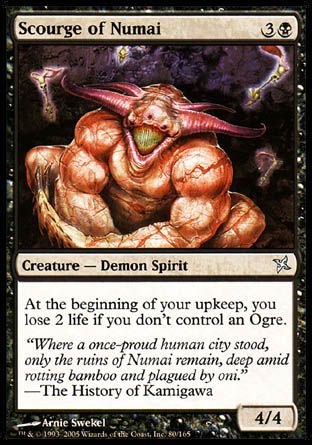 Scourge of Numai 3
Creature — Demon Spirit
At the beginning of your upkeep, you
lose 2 life if you don't control an Ogre.
"Where a once-proud human city stood,
only the ruins of Numai remain, deep amid
rotting bamboo and plagued by oni."
—The History of Kamigawa
Arnie Swekel
4/4
™ & © 1993–2005 Wizards of the Coast, Inc. 80/165